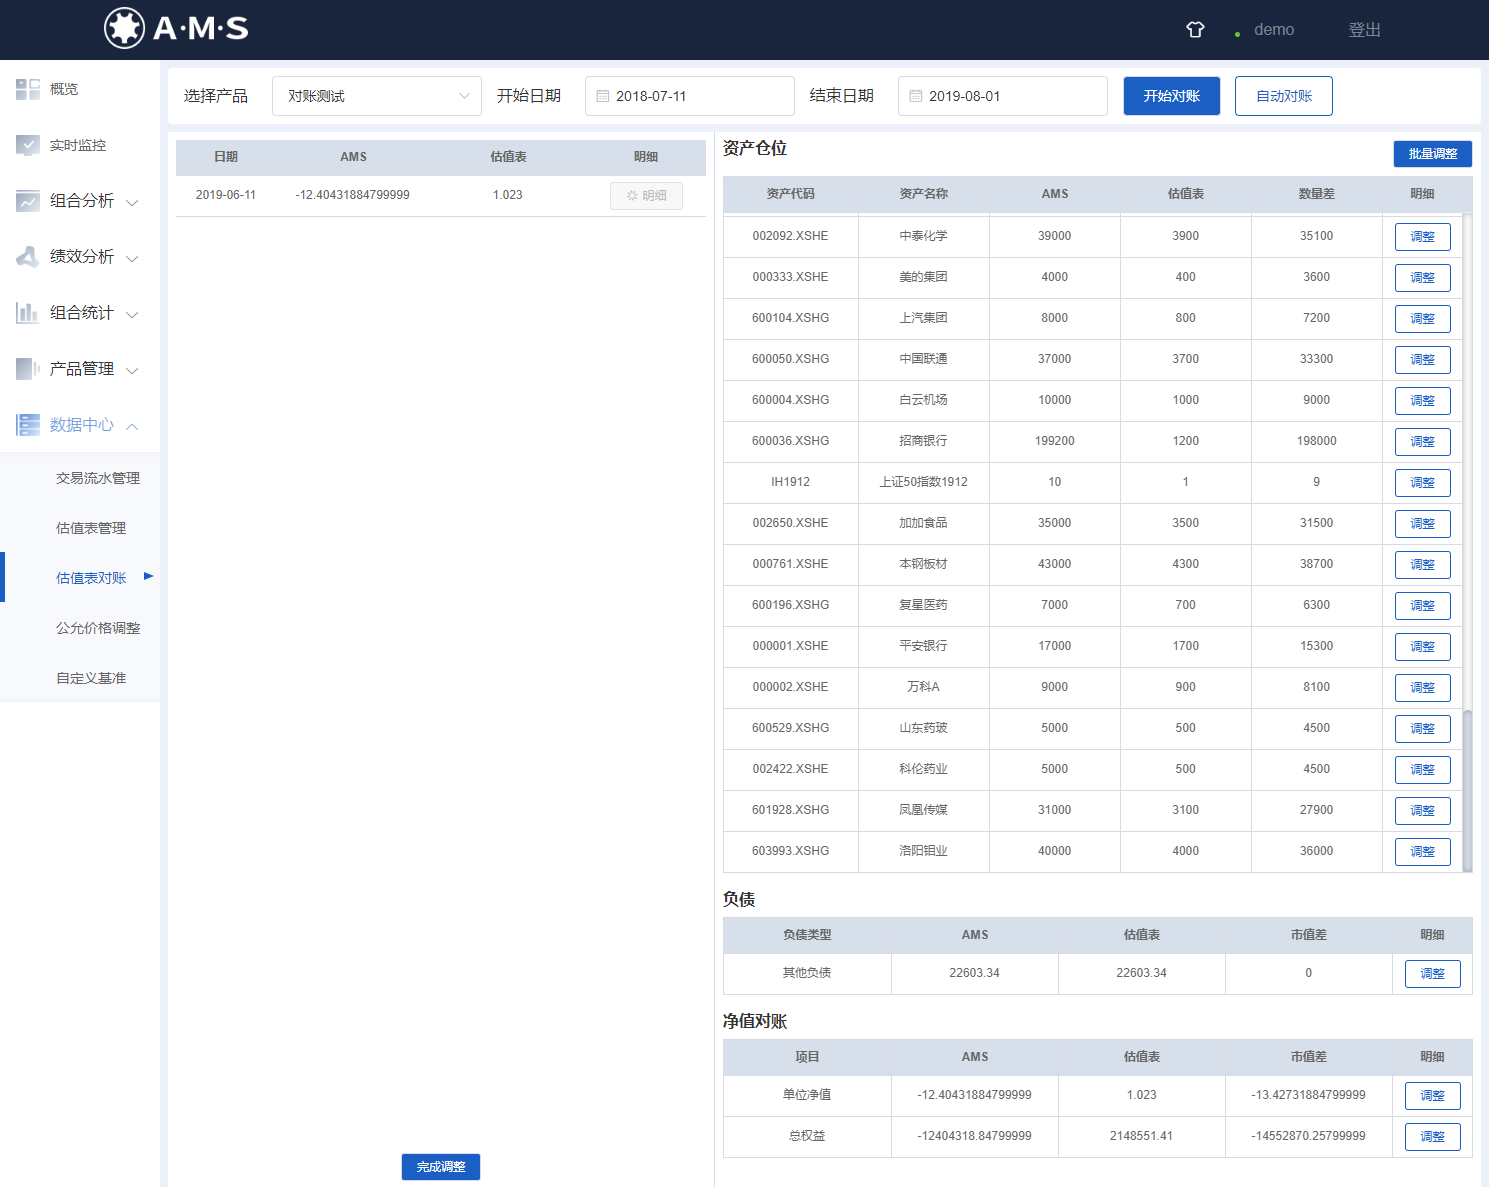 A·M·S
demo 登出
概览
实时监控
组合分析
绩效分析
组合统计
产品管理
数据中心
交易流水管理
估值表管理
估值表对账
公允价格调整
自定义基准
选择产品 对账测试 开始日期 2018-07-11 结束日期 2019-08-01 开始对账 自动对账
日期 AMS 估值表 明细
2019-06-11 -12.40431884799999 1.023 明细
完成调整
资产仓位
批量调整
资产代码 资产名称 AMS 估值表 数量差 明细
002092.XSHE 中泰化学 39000 3900 35100 调整
000333.XSHE 美的集团 4000 400 3600 调整
600104.XSHG 上汽集团 8000 800 7200 调整
600050.XSHG 中国联通 37000 3700 33300 调整
600004.XSHG 白云机场 10000 1000 9000 调整
600036.XSHG 招商银行 199200 1200 198000 调整
IH1912 上证50指数1912 10 1 9 调整
002650.XSHE 加加食品 35000 3500 31500 调整
000761.XSHE 本钢板材 43000 4300 38700 调整
600196.XSHG 复星医药 7000 700 6300 调整
000001.XSHE 平安银行 17000 1700 15300 调整
000002.XSHE 万科A 9000 900 8100 调整
600529.XSHG 山东药玻 5000 500 4500 调整
002422.XSHE 科伦药业 5000 500 4500 调整
601928.XSHG 凤凰传媒 31000 3100 27900 调整
603993.XSHG 洛阳钼业 40000 4000 36000 调整
负债
负债类型 AMS 估值表 市值差 明细
其他负债 22603.34 22603.34 0 调整
净值对账
项目 AMS 估值表 市值差 明细
单位净值 -12.40431884799999 1.023 -13.42731884799999 调整
总权益 -12404318.84799999 2148551.41 -14552870.25799999 调整